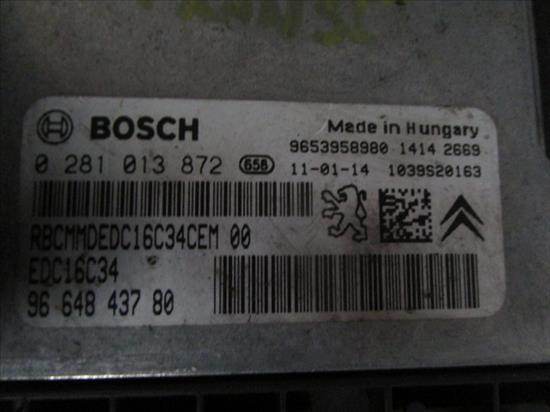 BOSCH
Made in Hungary
9653958980 1414 2669
0 281 013 872 658 11-01-14 1039S20163
RBCMMDEDC16C34CEM 00
EDC16C34
96 648 437 80